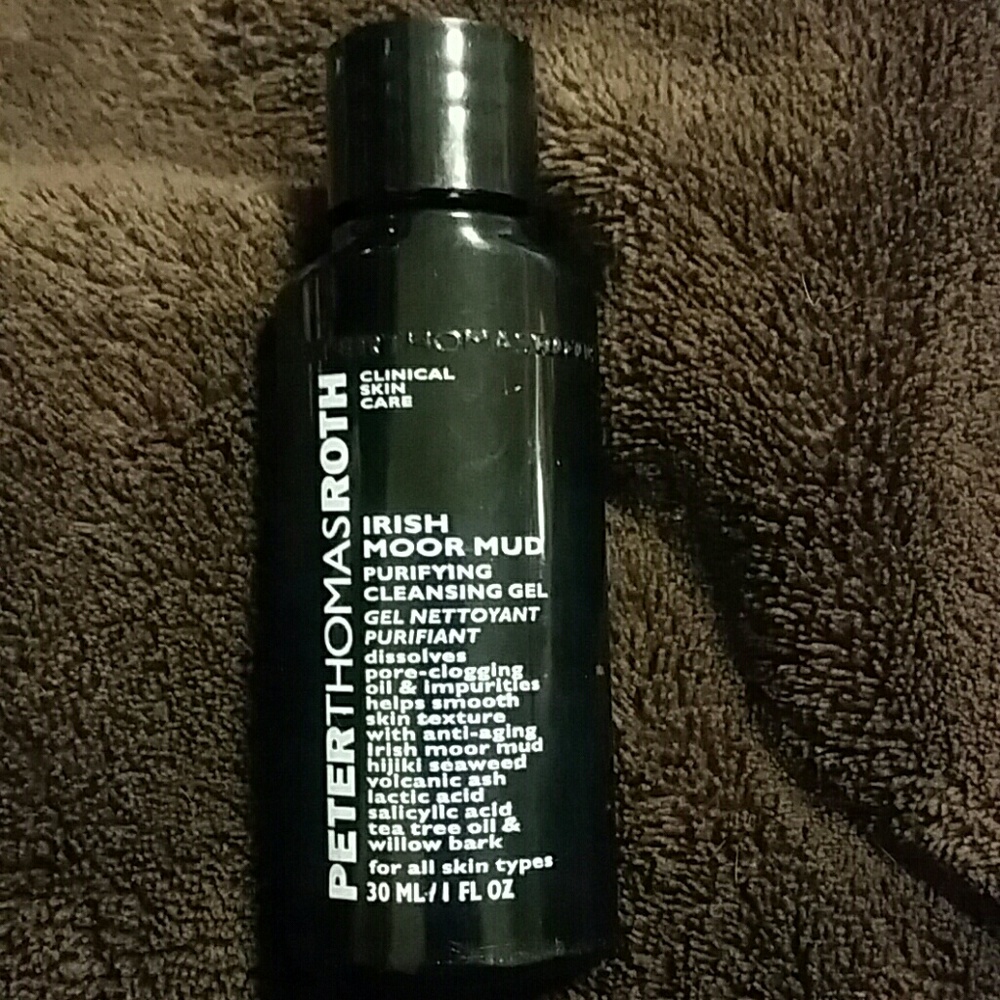 PETERTHOMASROTH
CLINICAL
SKIN
CARE
IRISH
MOOR MUD
PURIFYING
CLEANSING GEL
GEL NETTOYANT
PURIFIANT
dissolves
pore-clogging
oil & impurities
helps smooth
skin texture
with anti-aging
Irish moor mud
hijiki seaweed
volcanic ash
lactic acid
salicylic acid
tea tree oil &
willow bark
for all skin types
30 ML/1 FL OZ